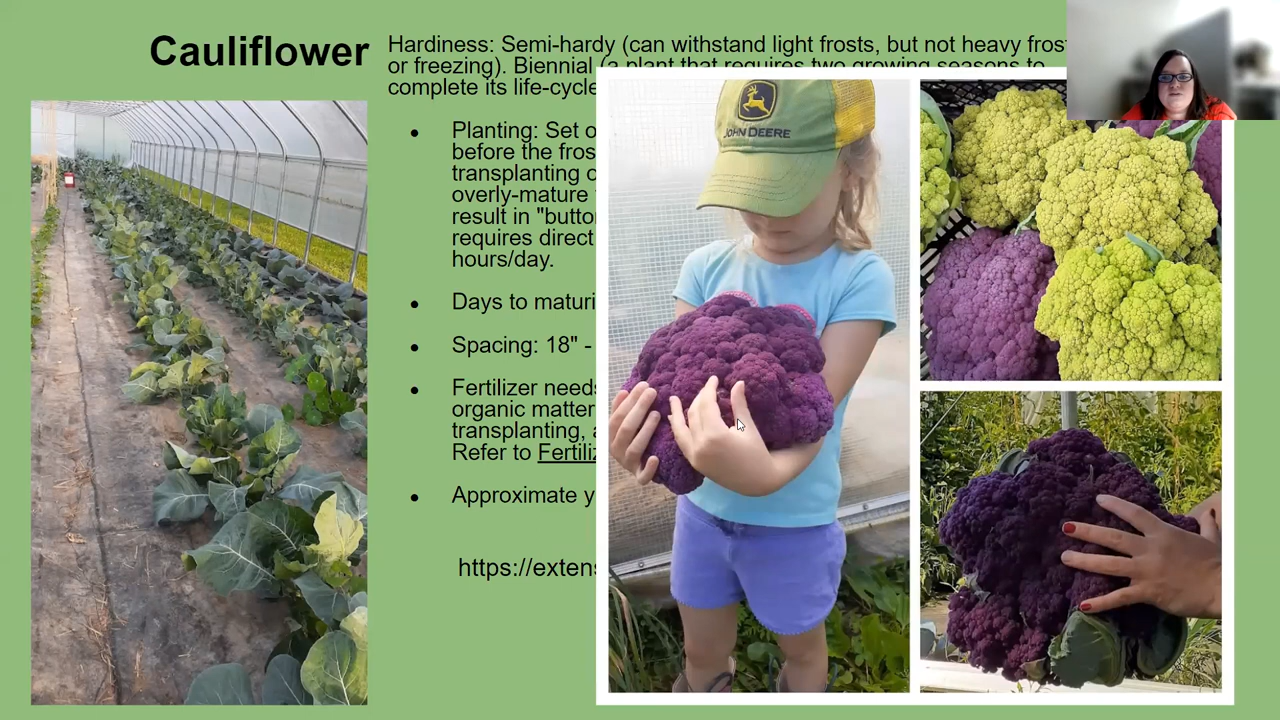 Cauliflower
Hardiness: Semi-hardy (can withstand light frosts, but not heavy frost
or freezing). Biennial (a plant that requires two growing seasons to
complete its life-cycle
Planting: Set o
before the fros
transplanting o
overly-mature
result in "butto
requires direct
hours/day.
Days to maturi
Spacing: 18" -
Fertilizer needs
organic matter
transplanting, a
Refer to Fertiliz
Approximate y
https://extens
JOHN DEERE